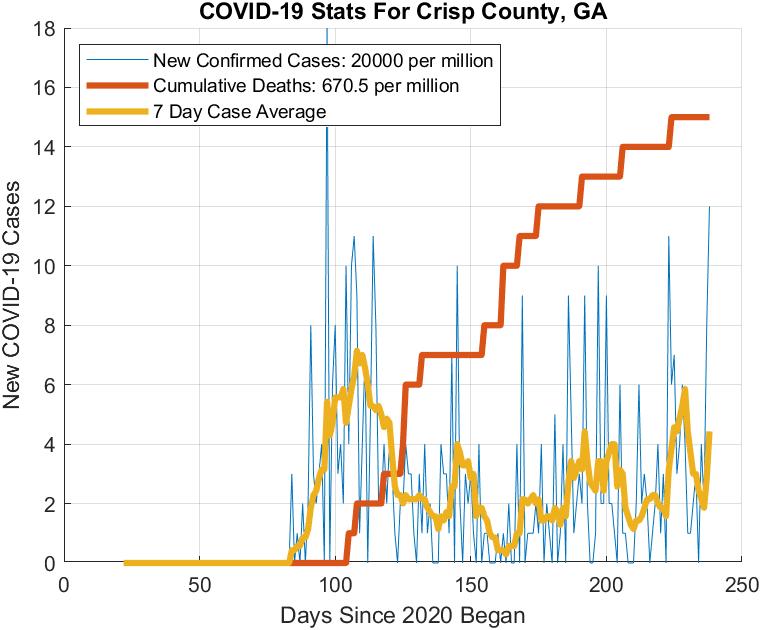 COVID-19 Stats For Crisp County, GA
New Confirmed Cases: 20000 per million
Cumulative Deaths: 670.5 per million
7 Day Case Average
New COVID-19 Cases
18
16
14
12
10
8
6
4
2
0
0 50 100 150 200 250
Days Since 2020 Began